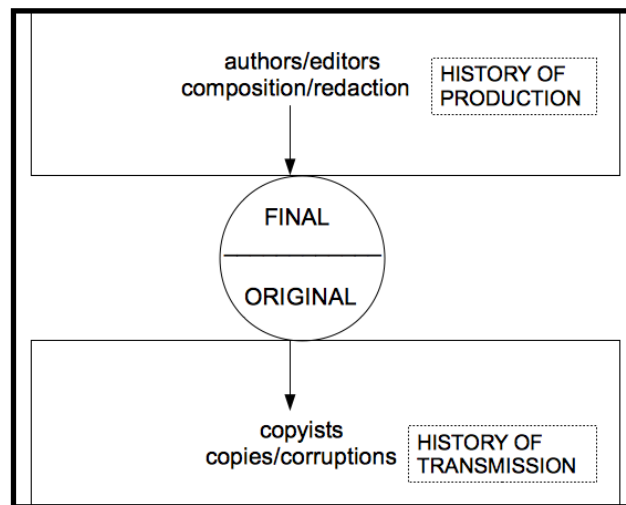 authors/editors
composition/redaction
HISTORY OF
PRODUCTION
FINAL
ORIGINAL
copyists
copies/corruptions
HISTORY OF
TRANSMISSION